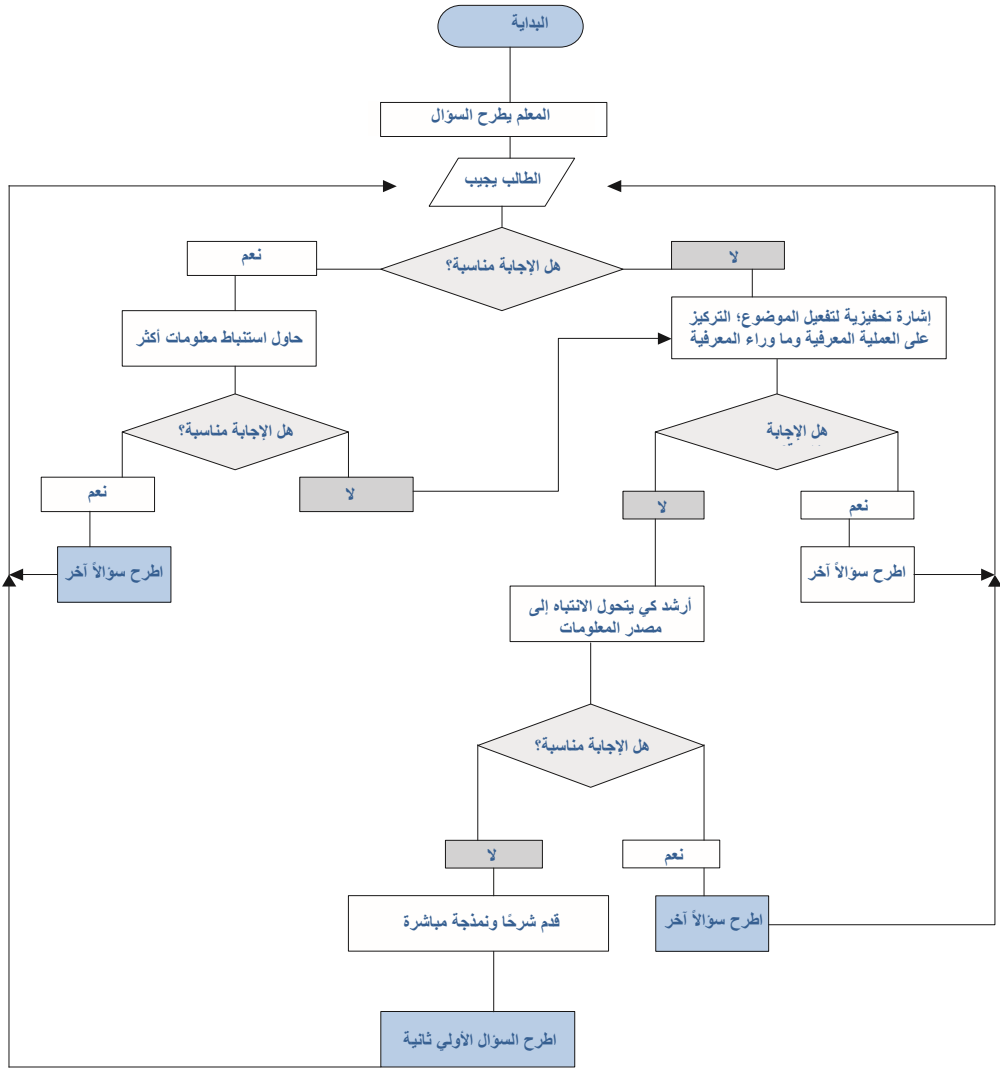 البداية
المعلم يطرح السؤال
الطالب يجيب
هل الإجابة مناسبة؟
نعم
لا
حاول استنباط معلومات أكثر
إشارة تحفيزية لتفعيل الموضوع؛ التركيز
على العملية المعرفية وما وراء المعرفية
هل الإجابة مناسبة؟
هل الإجابة
نعم
لا
لا
نعم
اطرح سؤالاً آخر
اطرح سؤالاً آخر
أرشد كي يتحول الانتباه إلى
مصدر المعلومات
هل الإجابة مناسبة؟
لا
نعم
قدم شرحًا ونمذجة مباشرة
اطرح سؤالاً آخر
اطرح السؤال الأولي ثانية